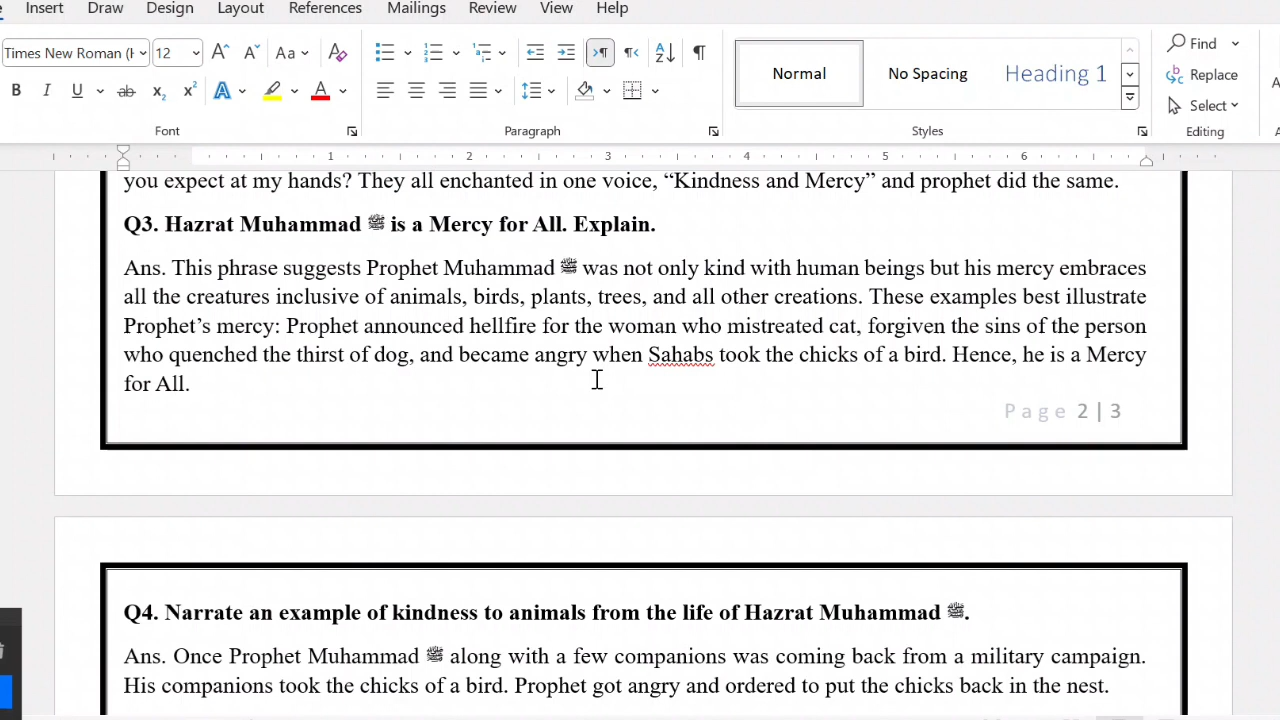 Insert Draw Design Layout References Mailings Review View Help
Times New Roman (H 12 Aa Find
Normal No Spacing Heading 1 Replace
B I U ab x₂ x² A A Select
Font Paragraph Styles Editing
1 2 3 4 5 6
you expect at my hands? They all enchanted in one voice, “Kindness and Mercy” and prophet did the same.
Q3. Hazrat Muhammad ﷺ is a Mercy for All. Explain.
Ans. This phrase suggests Prophet Muhammad ﷺ was not only kind with human beings but his mercy embraces
all the creatures inclusive of animals, birds, plants, trees, and all other creations. These examples best illustrate
Prophet’s mercy: Prophet announced hellfire for the woman who mistreated cat, forgiven the sins of the person
who quenched the thirst of dog, and became angry when Sahabs took the chicks of a bird. Hence, he is a Mercy
for All.
Page 2 | 3
Q4. Narrate an example of kindness to animals from the life of Hazrat Muhammad ﷺ.
Ans. Once Prophet Muhammad ﷺ along with a few companions was coming back from a military campaign.
His companions took the chicks of a bird. Prophet got angry and ordered to put the chicks back in the nest.